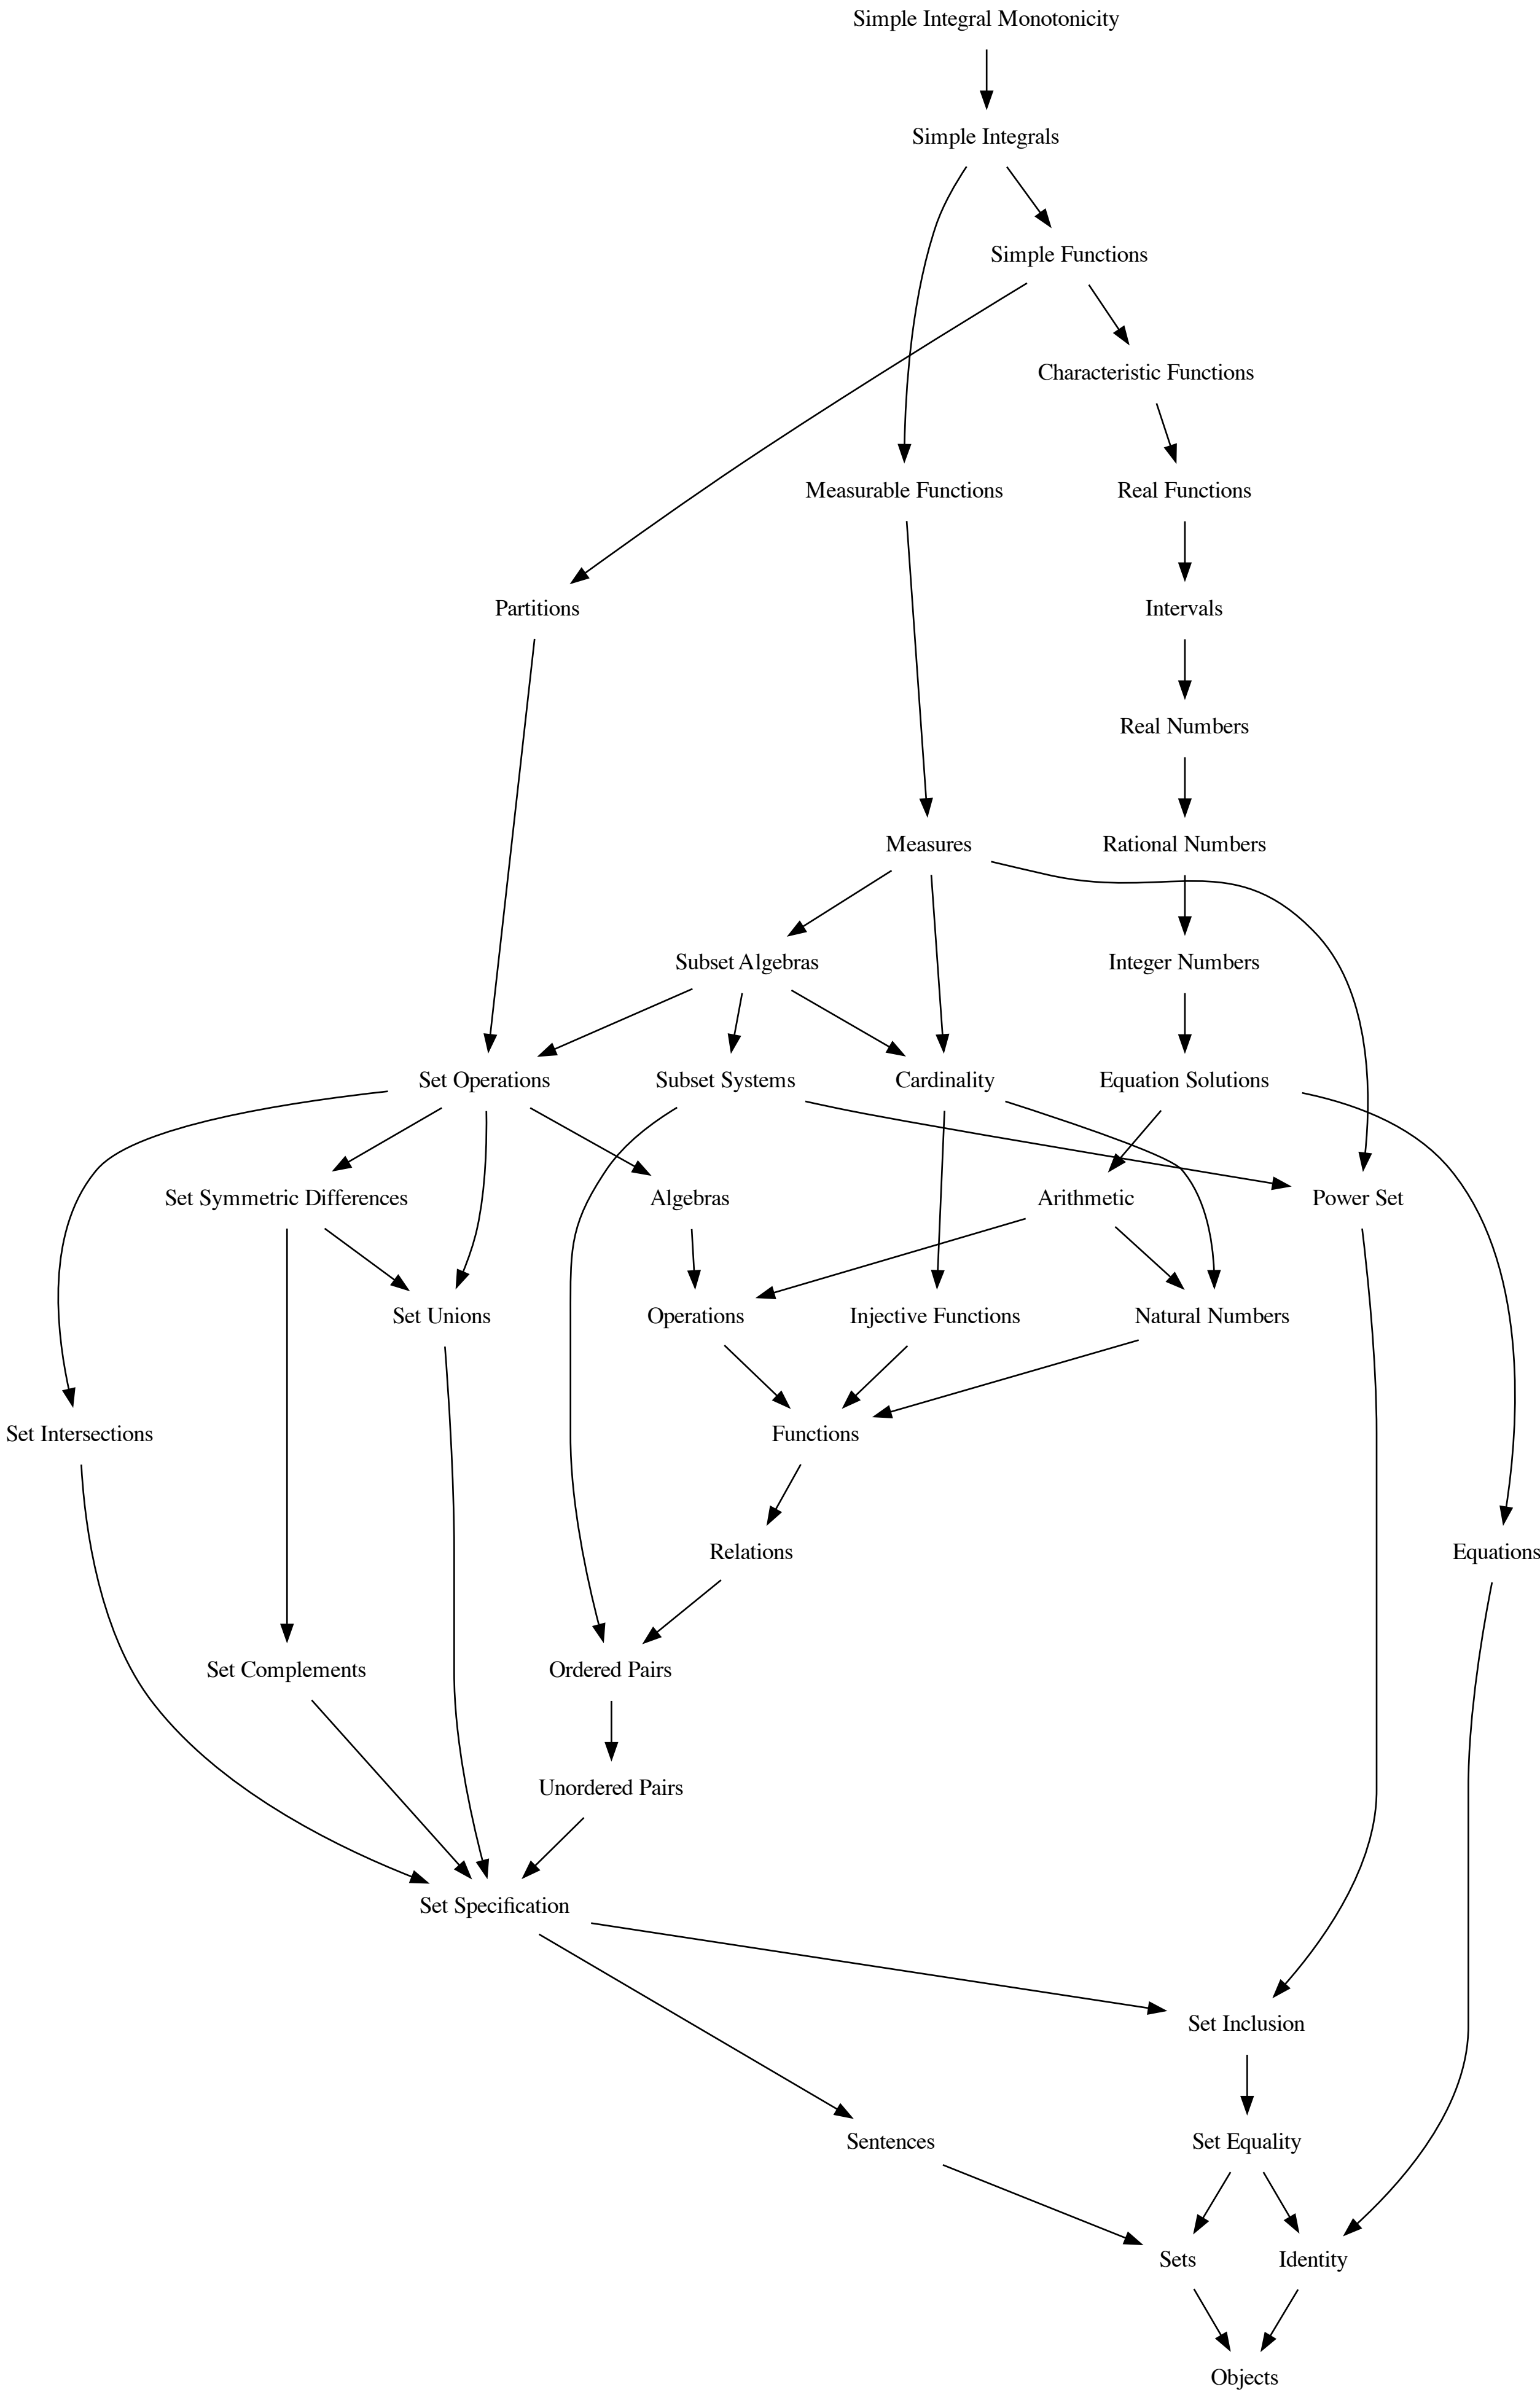 Simple Integral Monotonicity
Simple Integrals
Simple Functions
Characteristic Functions
Measurable Functions
Real Functions
Partitions
Intervals
Real Numbers
Measures
Rational Numbers
Subset Algebras
Integer Numbers
Set Operations
Subset Systems
Cardinality
Equation Solutions
Set Symmetric Differences
Algebras
Arithmetic
Power Set
Set Unions
Operations
Injective Functions
Natural Numbers
Set Intersections
Functions
Relations
Equations
Set Complements
Ordered Pairs
Unordered Pairs
Set Specification
Set Inclusion
Sentences
Set Equality
Sets
Identity
Objects